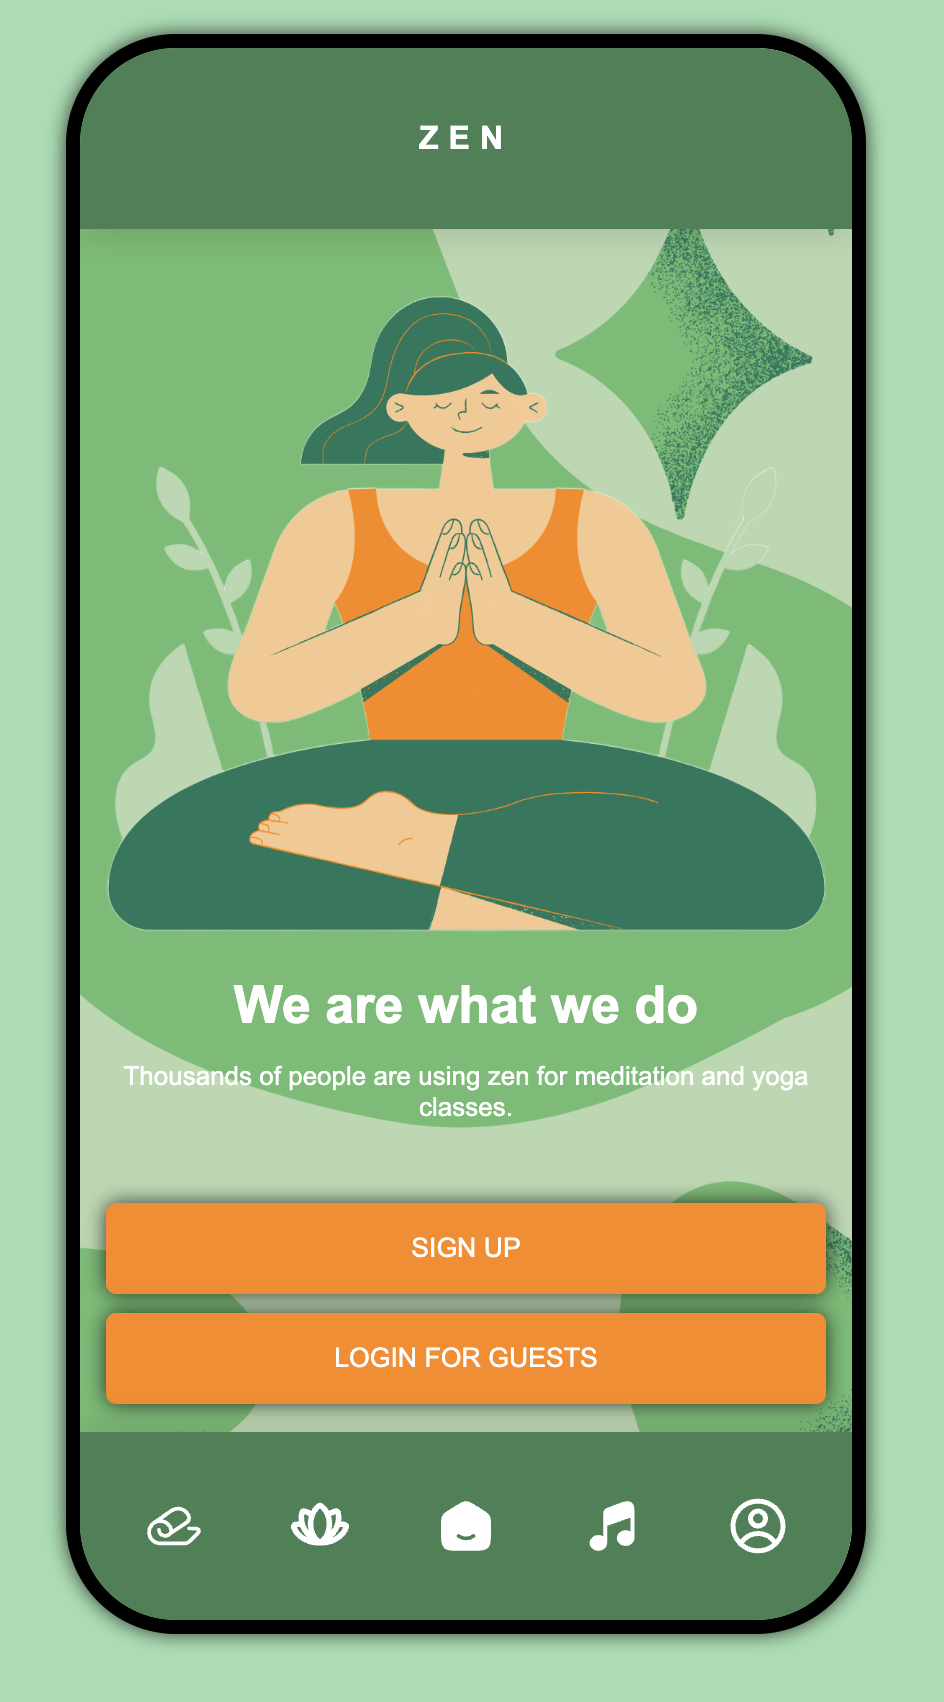 ZEN
We are what we do
Thousands of people are using zen for meditation and yoga
classes.
SIGN UP
LOGIN FOR GUESTS